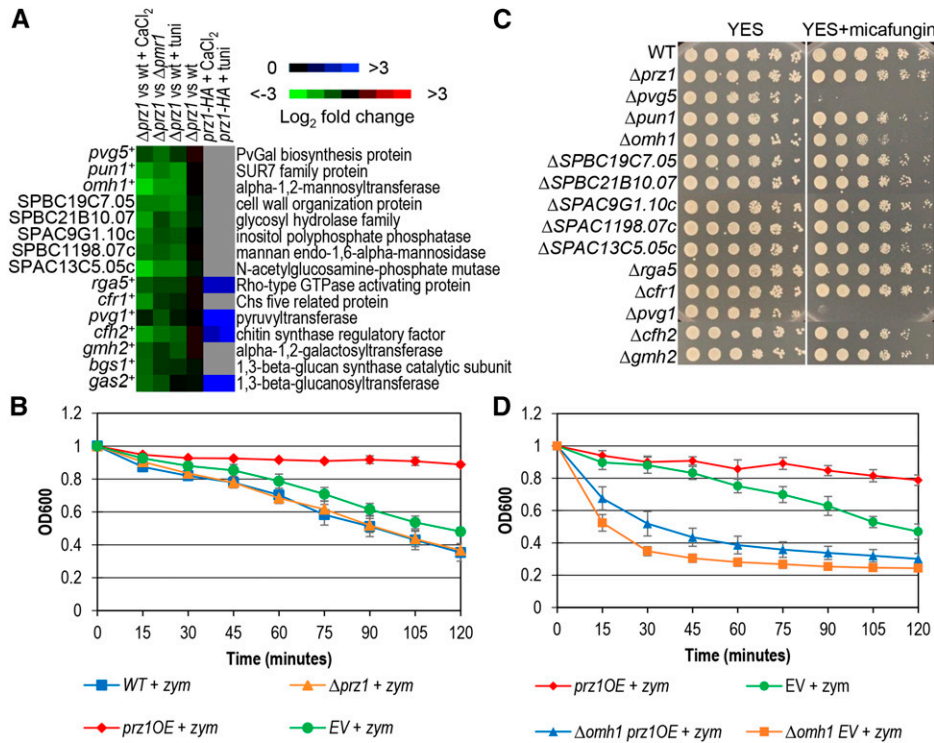 A
Δprz1 vs wt + CaCl2
Δprz1 vs Δpmr1
Δprz1 vs wt + tuni
Δprz1 vs wt
prz1-HA + CaCl2
prz1-HA + tuni
0 >3
<-3 >3
Log2 fold change
pvg5+ PvGal biosynthesis protein
pun1+ SUR7 family protein
omh1+ alpha-1,2-mannosyltransferase
SPBC19C7.05 cell wall organization protein
SPBC21B10.07 glycosyl hydrolase family
SPAC9G1.10c inositol polyphosphate phosphatase
SPBC1198.07c mannan endo-1,6-alpha-mannosidase
SPAC13C5.05c N-acetylglucosamine-phosphate mutase
rga5+ Rho-type GTPase activating protein
cfr1+ Chs five related protein
pvg1+ pyruvyltransferase
cfh2+ chitin synthase regulatory factor
gmh2+ alpha-1,2-galactosyltransferase
bgs1+ 1,3-beta-glucan synthase catalytic subunit
gas2+ 1,3-beta-glucanosyltransferase
C
YES YES+micafungin
WT
Δprz1
Δpvg5
Δpun1
Δomh1
ΔSPBC19C7.05
ΔSPBC21B10.07
ΔSPAC9G1.10c
ΔSPAC1198.07c
ΔSPAC13C5.05c
Δrga5
Δcfr1
Δpvg1
Δcfh2
Δgmh2
B
OD600
1.2
1
0.8
0.6
0.4
0.2
0
0 15 30 45 60 75 90 105 120
Time (minutes)
WT + zym Δprz1 + zym
prz1OE + zym EV + zym
D
OD600
1.2
1
0.8
0.6
0.4
0.2
0
0 15 30 45 60 75 90 105 120
Time (minutes)
prz1OE + zym EV + zym
Δomh1 prz1OE + zym Δomh1 EV + zym